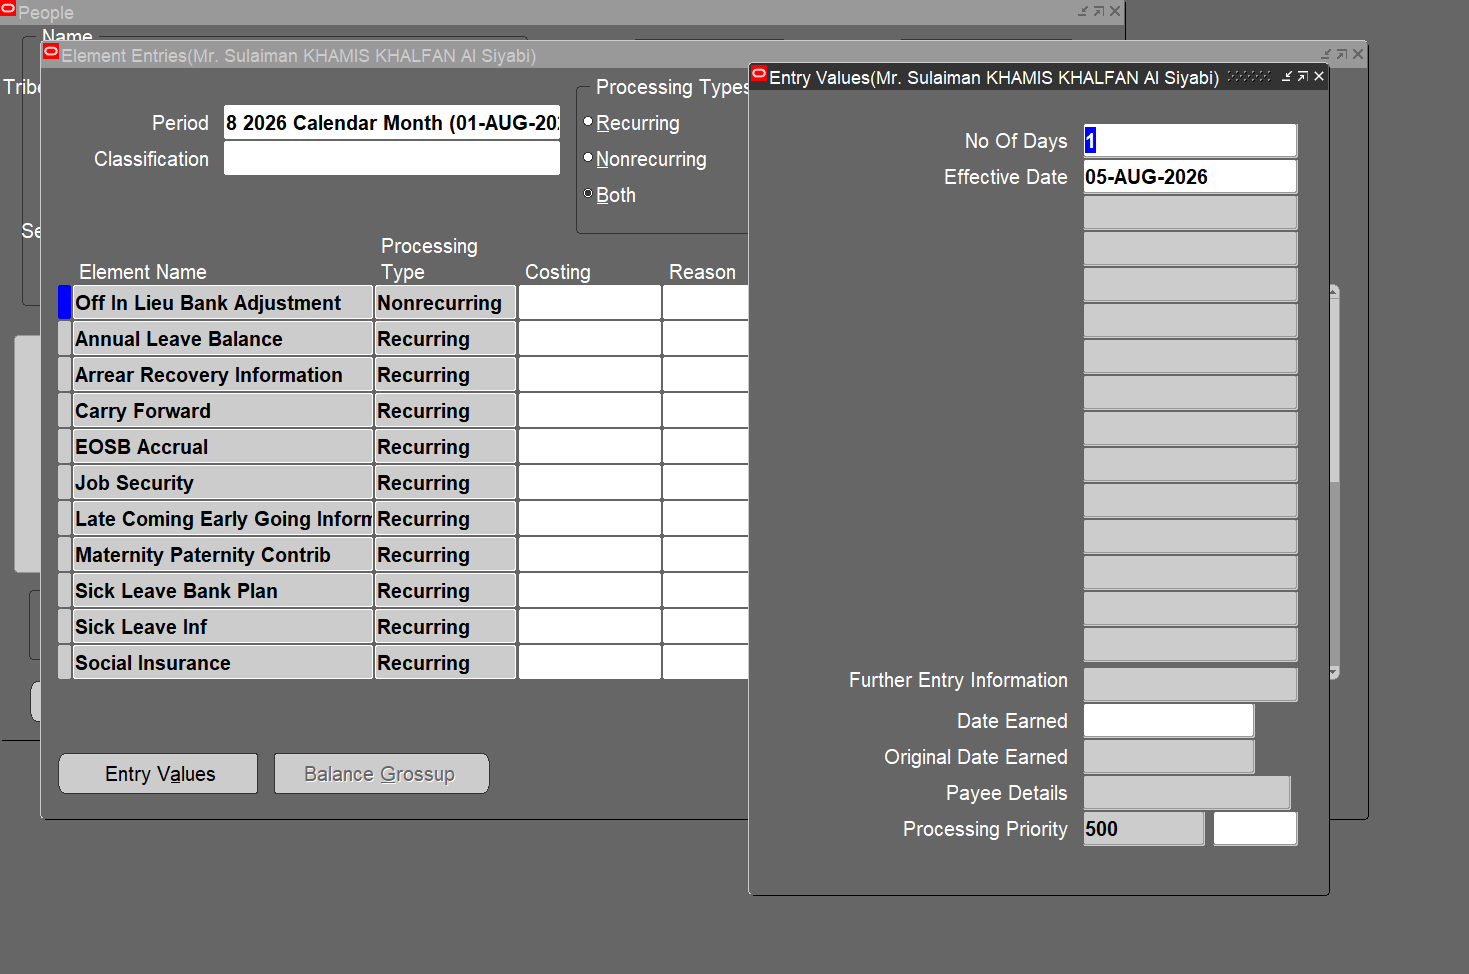 People
Name
Element Entries(Mr. Sulaiman KHAMIS KHALFAN Al Siyabi)
Entry Values(Mr. Sulaiman KHAMIS KHALFAN Al Siyabi)
Tribe
Period 8 2026 Calendar Month (01-AUG-202
Classification
Processing Types
Recurring
Nonrecurring
Both
Se
Element Name Processing Type Costing Reason
Off In Lieu Bank Adjustment Nonrecurring
Annual Leave Balance Recurring
Arrear Recovery Information Recurring
Carry Forward Recurring
EOSB Accrual Recurring
Job Security Recurring
Late Coming Early Going Inform Recurring
Maternity Paternity Contrib Recurring
Sick Leave Bank Plan Recurring
Sick Leave Inf Recurring
Social Insurance Recurring
Entry Values
Balance Grossup
No Of Days 1
Effective Date 05-AUG-2026
Further Entry Information
Date Earned
Original Date Earned
Payee Details
Processing Priority 500